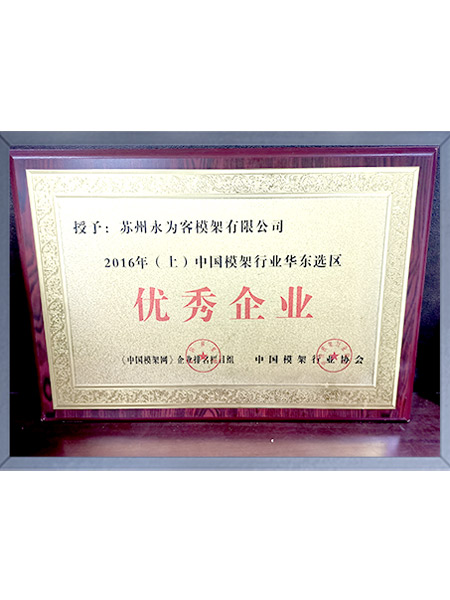 授予：苏州永为客模架有限公司
2016年（上）中国模架行业华东选区
优秀企业
《中国模架网》企业排名栏目组 中国模架行业协会